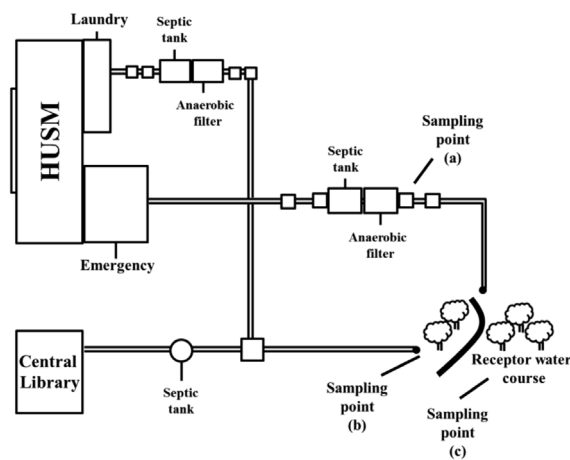 Laundry
Septic
tank
Anaerobic
filter
HUSM
Sampling
point
(a)
Septic
tank
Anaerobic
filter
Emergency
Central
Library
Septic
tank
Sampling
point
(b)
Receptor water
course
Sampling
point
(c)